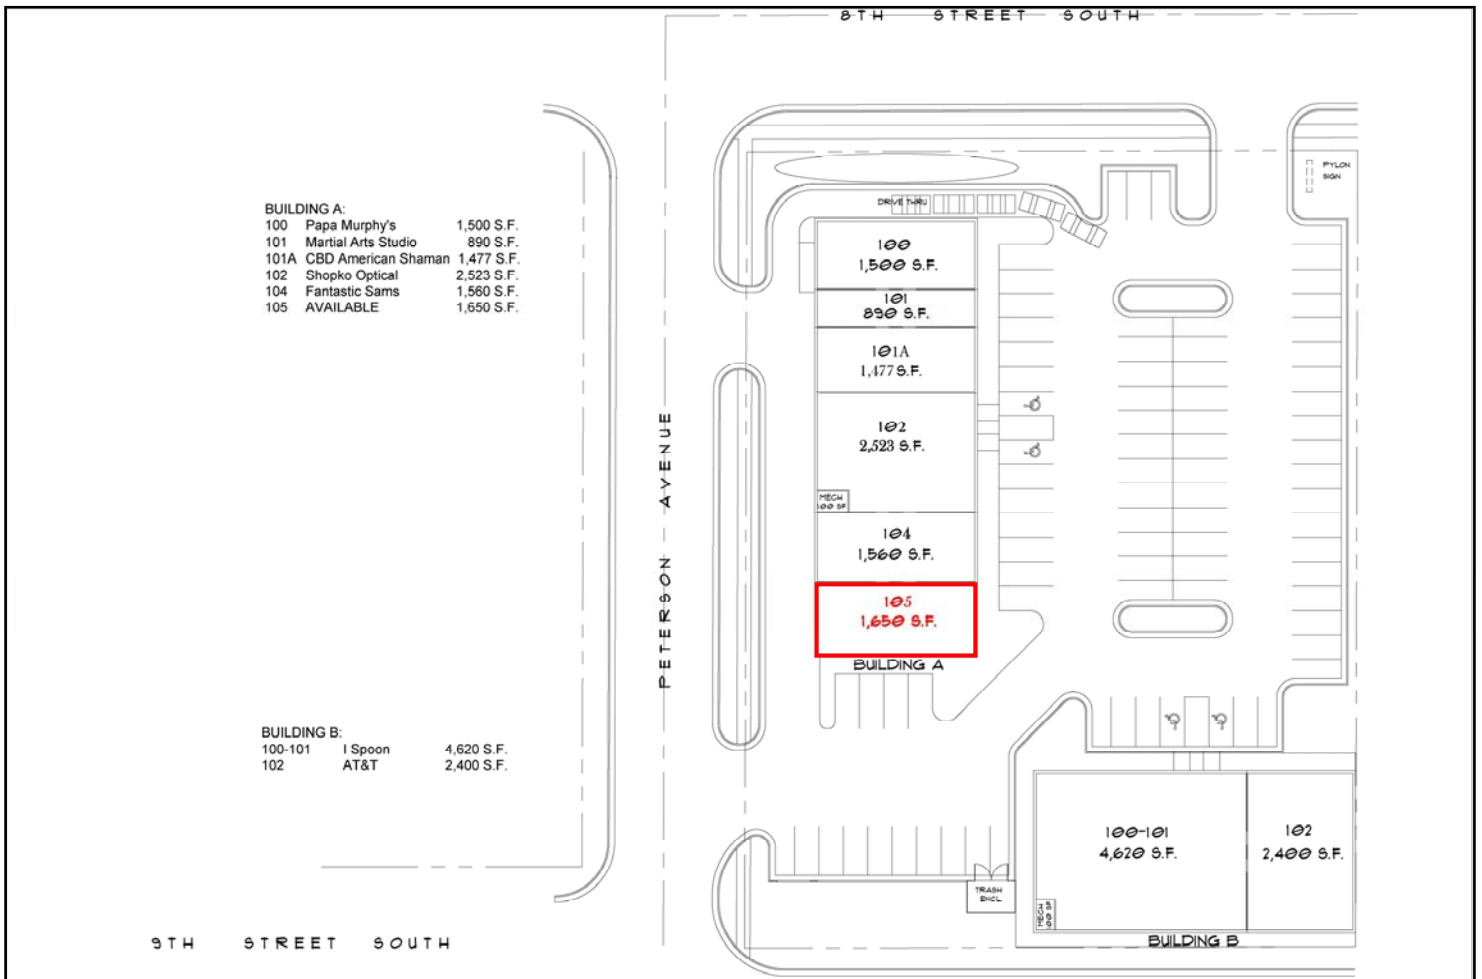 8TH STREET SOUTH
PYLON
SIGN
DRIVE THRU
BUILDING A:
100 Papa Murphy's 1,500 S.F.
101 Martial Arts Studio 890 S.F.
101A CBD American Shaman 1,477 S.F.
102 Shopko Optical 2,523 S.F.
104 Fantastic Sams 1,560 S.F.
105 AVAILABLE 1,650 S.F.
100
1,500 S.F.
101
890 S.F.
101A
1,477 S.F.
102
2,523 S.F.
MECH
100 SF
104
1,560 S.F.
105
1,650 S.F.
BUILDING A
PETERSON AVENUE
BUILDING B:
100-101 I Spoon 4,620 S.F.
102 AT&T 2,400 S.F.
100-101
4,620 S.F.
102
2,400 S.F.
TRASH
ENCL.
MECH
100 SF
BUILDING B
9TH STREET SOUTH